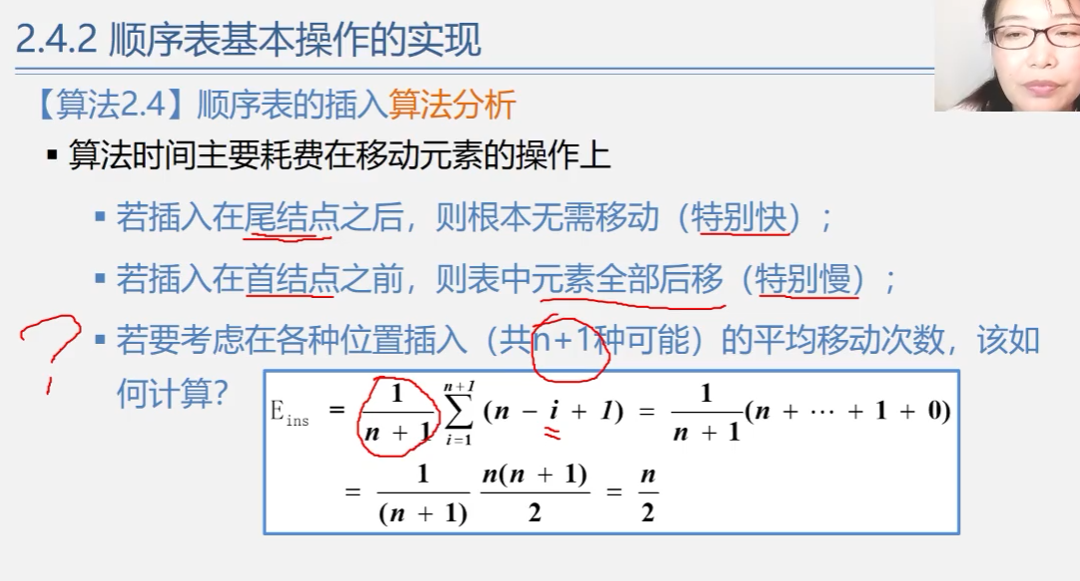 2.4.2 顺序表基本操作的实现
【算法2.4】顺序表的插入算法分析
▪ 算法时间主要耗费在移动元素的操作上
▪ 若插入在尾结点之后，则根本无需移动（特别快）；
▪ 若插入在首结点之前，则表中元素全部后移（特别慢）；
?
▪ 若要考虑在各种位置插入（共n+1种可能）的平均移动次数，该如
何计算？
E_ins = \frac{1}{n + 1} \sum_{i=1}^{n+1} (n − i + 1) = \frac{1}{n + 1} (n + ⋯ + 1 + 0)
= \frac{1}{(n + 1)} \frac{n(n + 1)}{2} = \frac{n}{2}